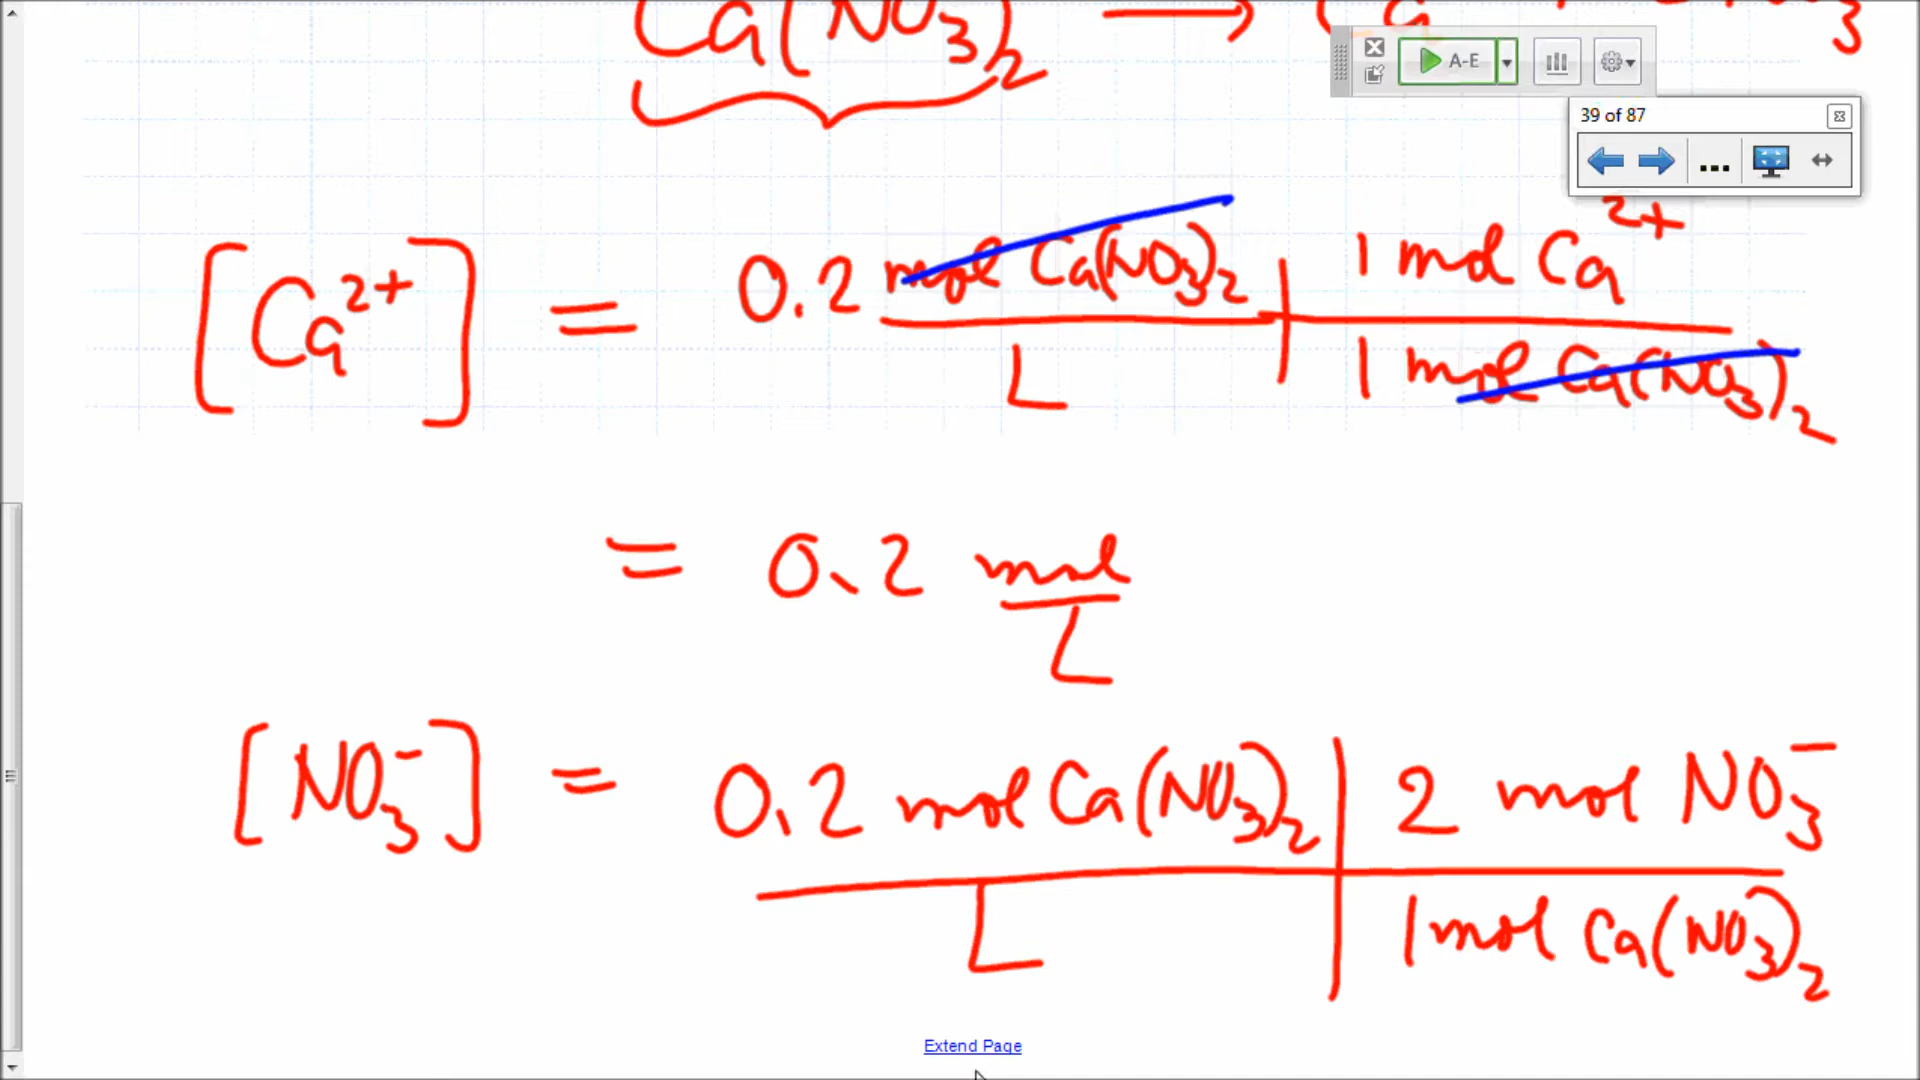 Ca(NO3)2 → Ca 3
A-E
39 of 87
...
[Ca²⁺] = 0.2 mol Ca(NO3)2 | 1 mol Ca²⁺
L | 1 mol Ca(NO3)2
= 0.2 mol
L
[NO3⁻] = 0.2 mol Ca(NO3)2 | 2 mol NO3⁻
L | 1 mol Ca(NO3)2
Extend Page